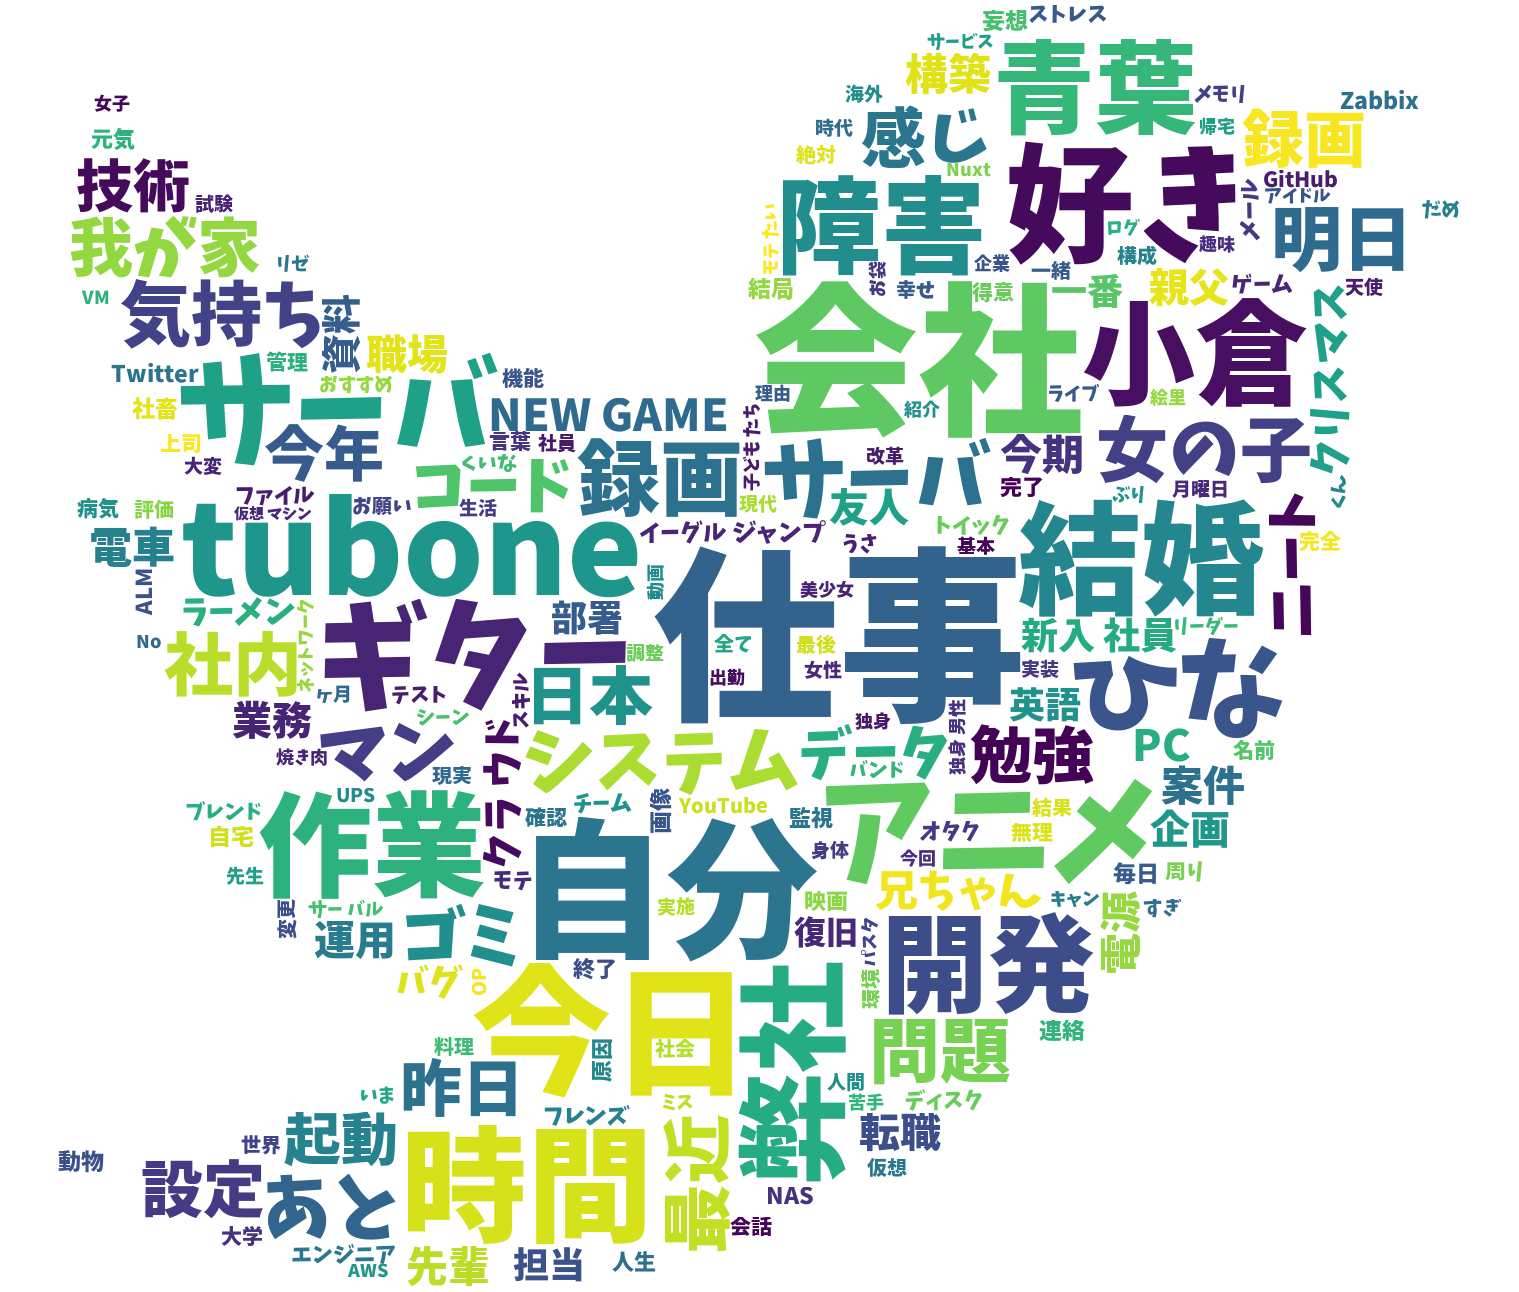 妄想
ストレス
サービス
構築
青葉
海外
メモリ
Zabbix
女子
時代
感じ
帰宅
録画
元気
絶対
Nuxt
技術
試験
障害
好き
メール
GitHub
アイドル
明日
だめ
我が家
モテ たい
ログ
構成
趣味
リゼ
お袋
企業
一緒
VM
気持ち
資料
結局
幸せ
得意
一番
親父
ゲーム
天使
職場
会社
小倉
クリスマス
Twitter
サーバ
管理
おすすめ
機能
理由
ライブ
紹介
絵里
社畜
NEW GAME
上司
今年
言葉
社員
子ども たち
改革
今期
女の子
大変
コード
くいな
録画
サーバ
現代
友人
完了
月曜日
ぶり
くん
ファイル
仮想 マシン
お願い
生活
病気
評価
電車
tubone
イーグル ジャンプ
うさ
トイック
基本
結婚
ユーリ
完全
ALM
ラーメン
ネットワーク
動画
美少女
仕事
No
社内
ギター
部署
調整
全て
最後
新入 社員
リーダー
ヶ月
テスト
スキル
日本
出勤
女性
実装
ひな
業務
シーン
独身
独身 男性
英語
焼き肉
マン
現実
クラウド
システム
データ
バンド
勉強
PC
名前
UPS
チーム
画像
YouTube
監視
アニメ
結果
案件
ブレンド
作業
確認
自宅
オタク
無理
企画
身体
今回
先生
モテ
自分
兄ちゃん
毎日
周り
変更
サーバル
実施
映画
キャン
電源
すぎ
運用
ゴミ
復旧
パスタ
開発
バグ
OP
終了
環境
今日
弊社
問題
連絡
料理
原因
社会
いま
昨日
人間
苦手
ディスク
フレンズ
ミス
世界
起動
転職
動物
時間
最近
仮想
設定
あと
NAS
大学
会話
エンジニア
AWS
先輩
担当
人生